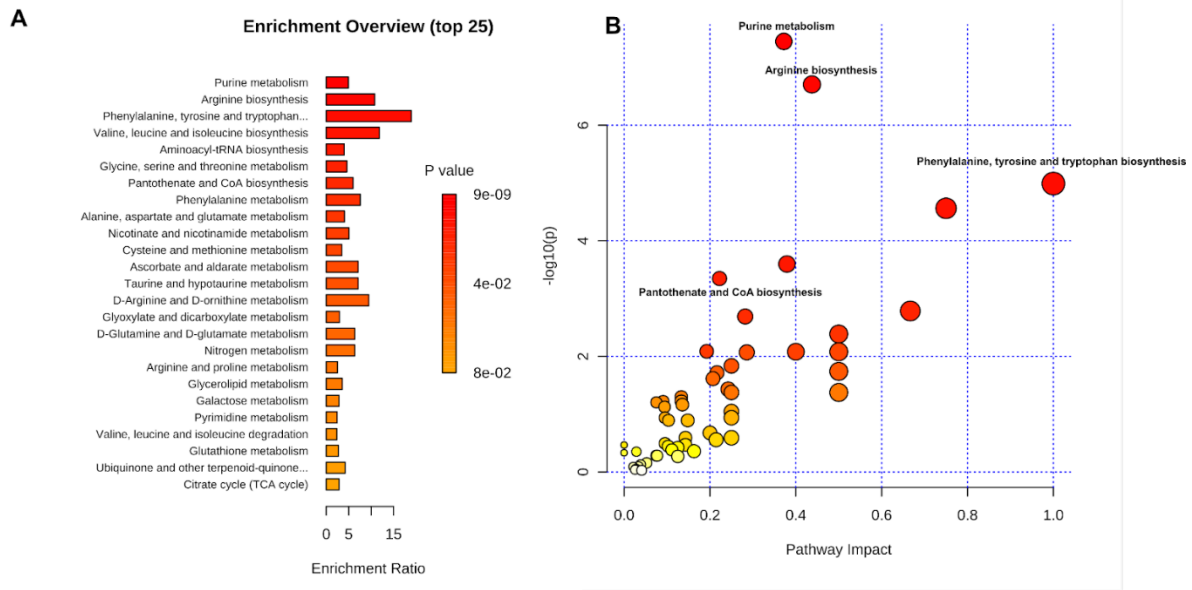 A
Enrichment Overview (top 25)
Purine metabolism
Arginine biosynthesis
Phenylalanine, tyrosine and tryptophan...
Valine, leucine and isoleucine biosynthesis
Aminoacyl-tRNA biosynthesis
Glycine, serine and threonine metabolism
Pantothenate and CoA biosynthesis
Phenylalanine metabolism
Alanine, aspartate and glutamate metabolism
Nicotinate and nicotinamide metabolism
Cysteine and methionine metabolism
Ascorbate and aldarate metabolism
Taurine and hypotaurine metabolism
D-Arginine and D-ornithine metabolism
Glyoxylate and dicarboxylate metabolism
D-Glutamine and D-glutamate metabolism
Nitrogen metabolism
Arginine and proline metabolism
Glycerolipid metabolism
Galactose metabolism
Pyrimidine metabolism
Valine, leucine and isoleucine degradation
Glutathione metabolism
Ubiquinone and other terpenoid-quinone...
Citrate cycle (TCA cycle)
0 5 15
Enrichment Ratio
P value
9e-09
4e-02
8e-02
B
Purine metabolism
Arginine biosynthesis
Phenylalanine, tyrosine and tryptophan biosynthesis
Pantothenate and CoA biosynthesis
-log10(p)
6
4
2
0
0.0 0.2 0.4 0.6 0.8 1.0
Pathway Impact